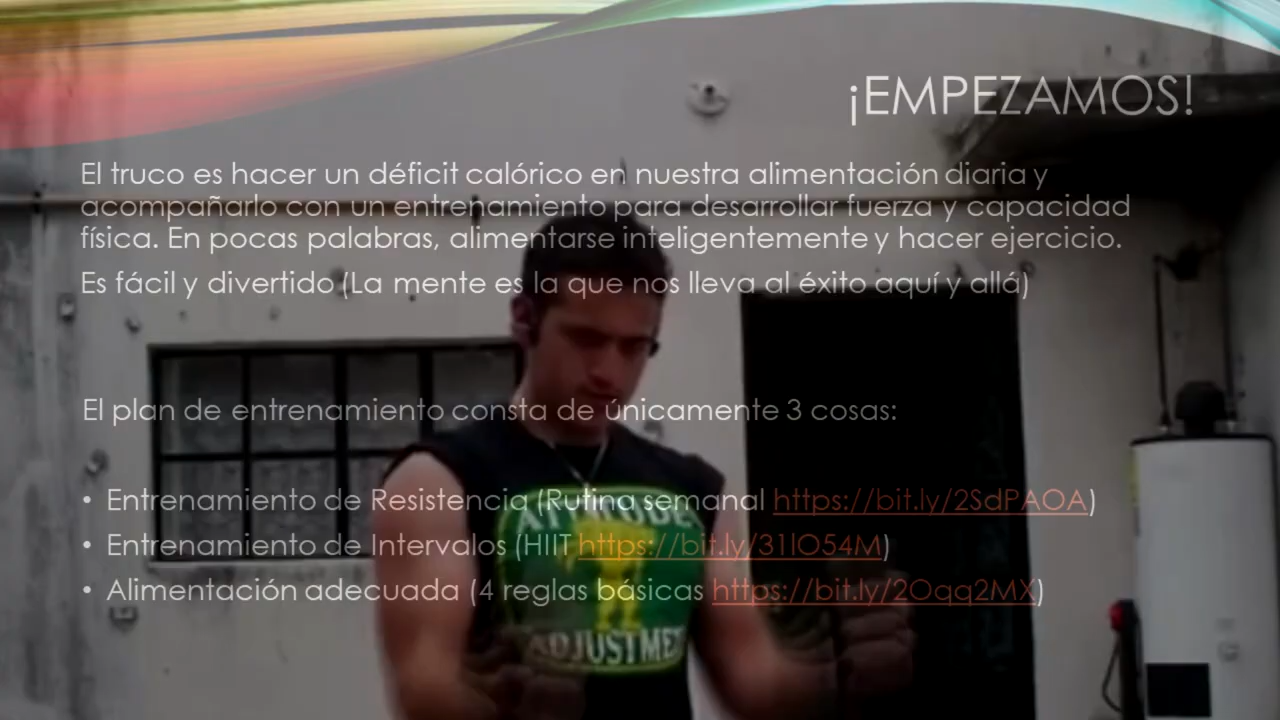 ¡EMPEZAMOS!
El truco es hacer un déficit calórico en nuestra alimentación diaria y
acompañarlo con un entrenamiento para desarrollar fuerza y capacidad
física. En pocas palabras, alimentarse inteligentemente y hacer ejercicio.
Es fácil y divertido (La mente es la que nos lleva al éxito aquí y allá)
El plan de entrenamiento consta de únicamente 3 cosas:
• Entrenamiento de Resistencia (Rutina semanal https://bit.ly/2SdPAOA)
• Entrenamiento de Intervalos (HIIT https://bit.ly/31lO54M)
• Alimentación adecuada (4 reglas básicas https://bit.ly/2Oqq2MX)
ATTITUDE
ADJUSTMENT